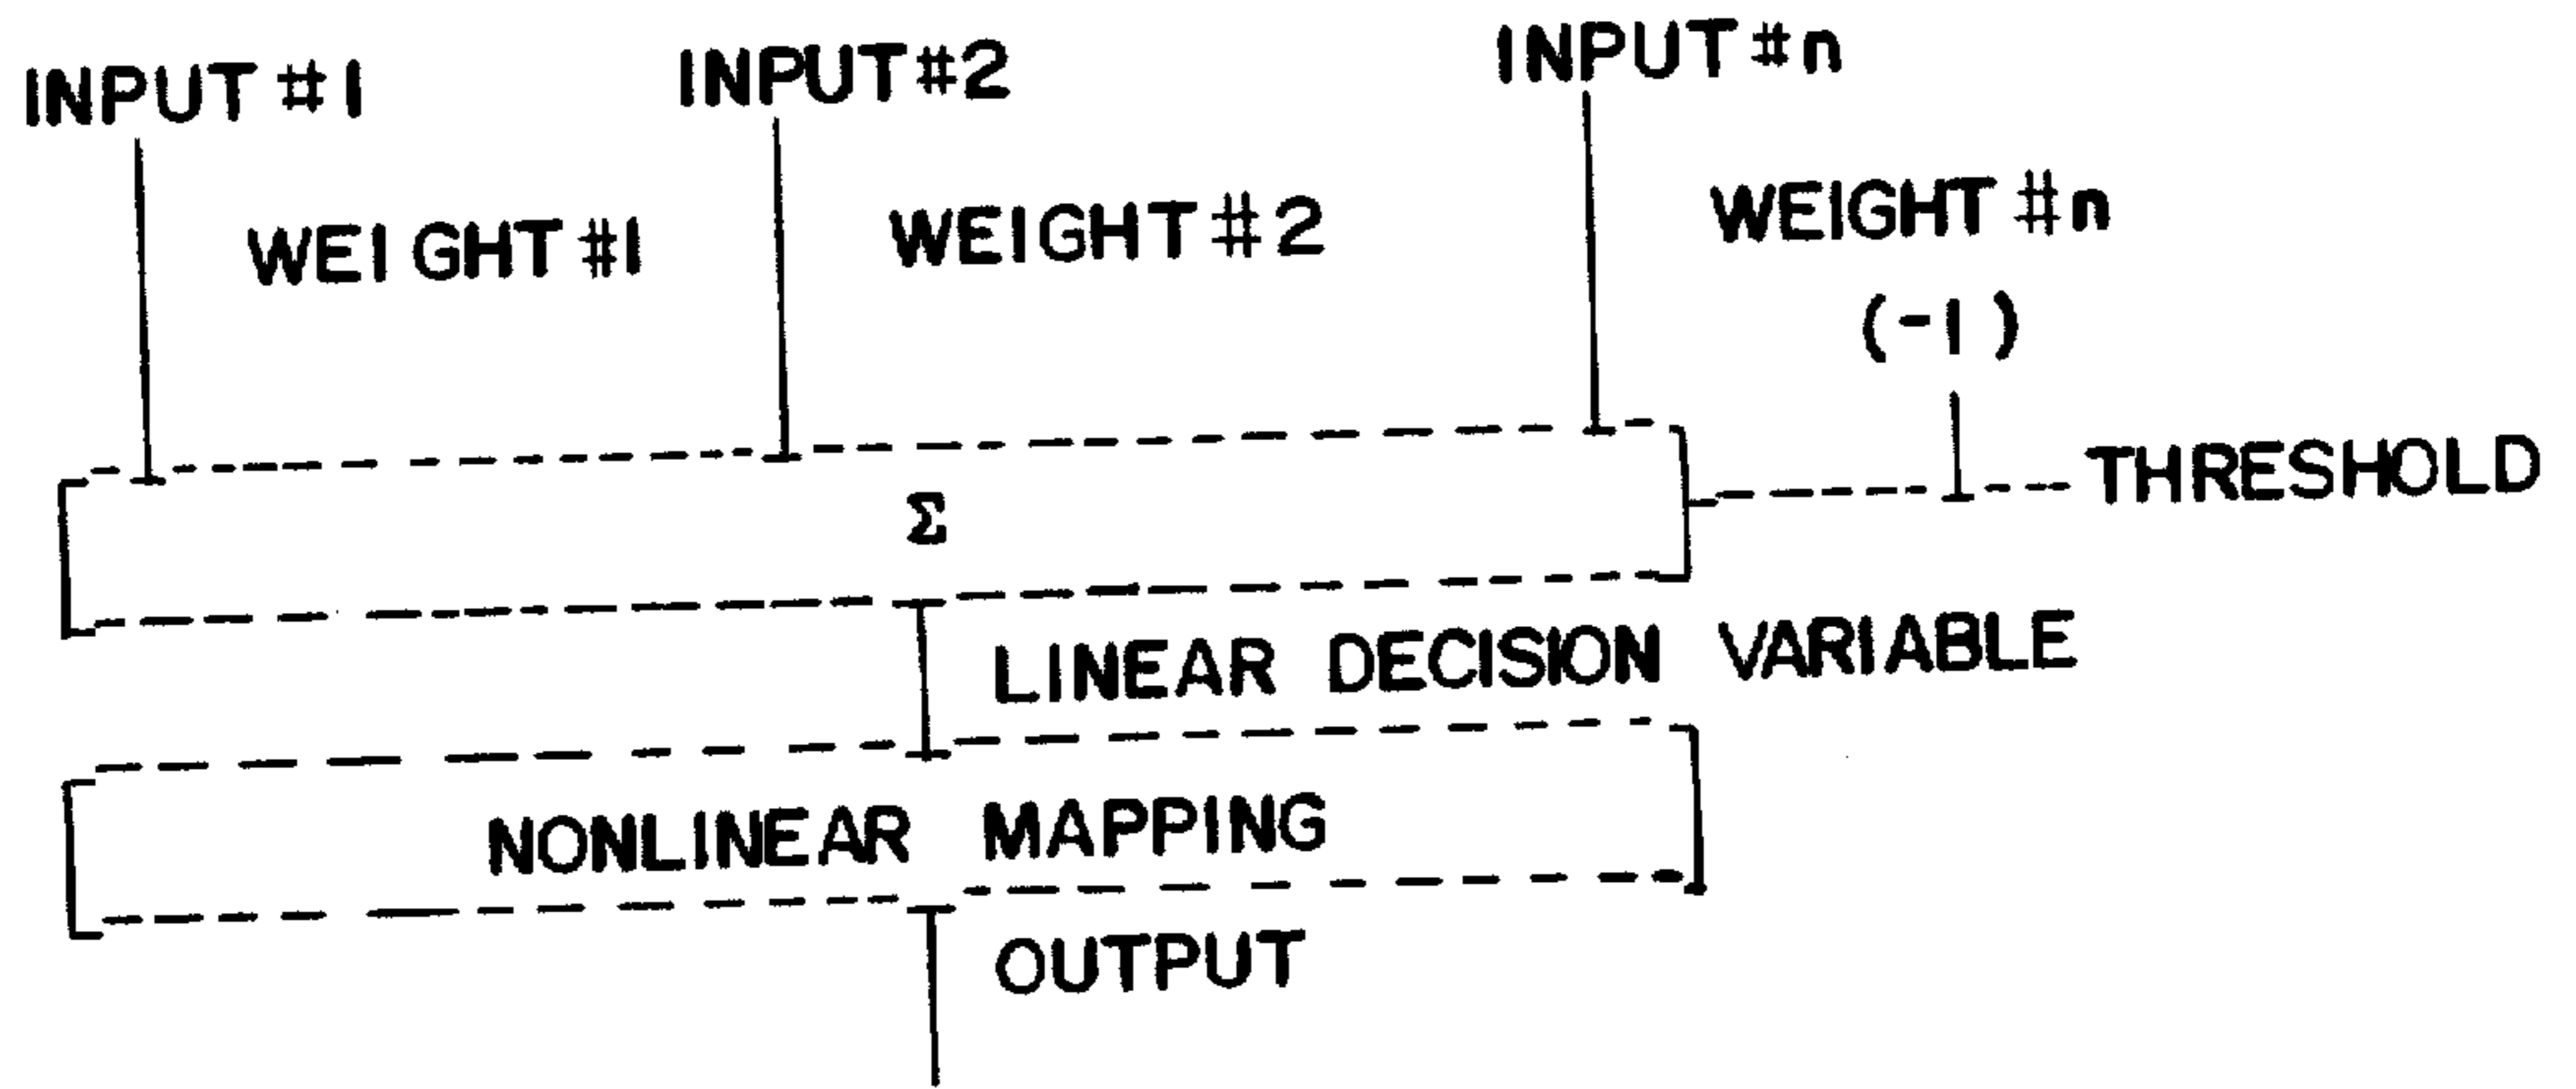 INPUT #1 INPUT #2 INPUT #n
WEIGHT #1 WEIGHT #2 WEIGHT #n
(-1)
Σ THRESHOLD
LINEAR DECISION VARIABLE
NONLINEAR MAPPING
OUTPUT